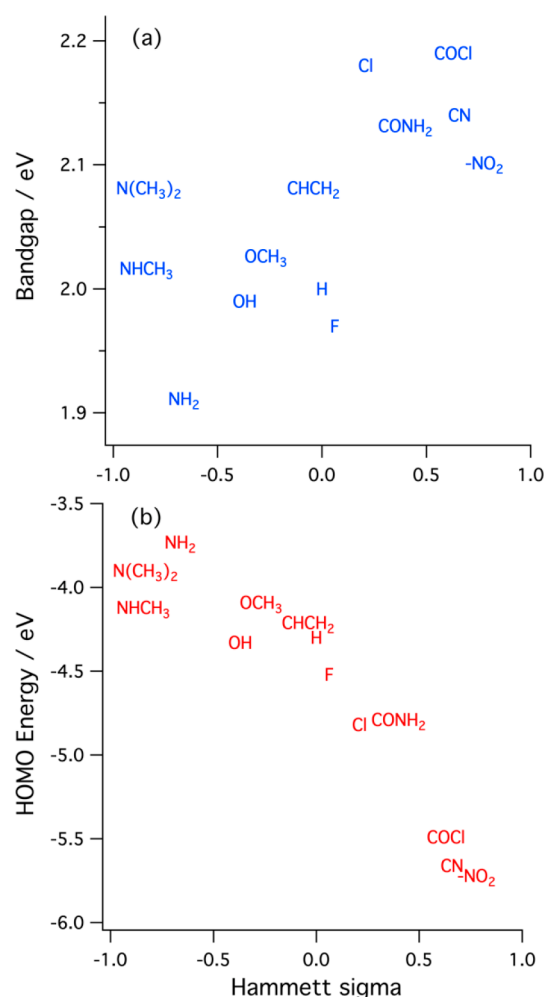 (a)
2.2
2.1
2.0
1.9
Bandgap / eV
COCl
Cl
CN
CONH₂
-NO₂
N(CH₃)₂
CHCH₂
OCH₃
NHCH₃
H
OH
F
NH₂
-1.0 -0.5 0.0 0.5 1.0
(b)
-3.5
-4.0
-4.5
-5.0
-5.5
-6.0
HOMO Energy / eV
NH₂
N(CH₃)₂
NHCH₃
OCH₃
CHCH₂
H
OH
F
Cl
CONH₂
COCl
CN
-NO₂
-1.0 -0.5 0.0 0.5 1.0
Hammett sigma